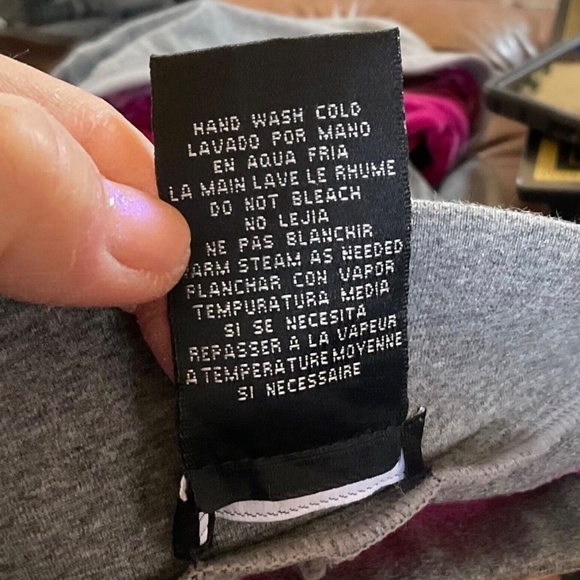 HAND WASH COLD
LAVADO POR MANO
EN AQUA FRIA
LA MAIN LAVE LE RHUME
DO NOT BLEACH
NO LEJIA
NE PAS BLANCHIR
WARM STEAM AS NEEDED
PLANCHAR CON VAPOR
TEMPURATURA MEDIA
SI SE NECESITÁ
REPASSER A LA VAPEUR
A TEMPERATURE MOYENNE
SI NECESSAIRE